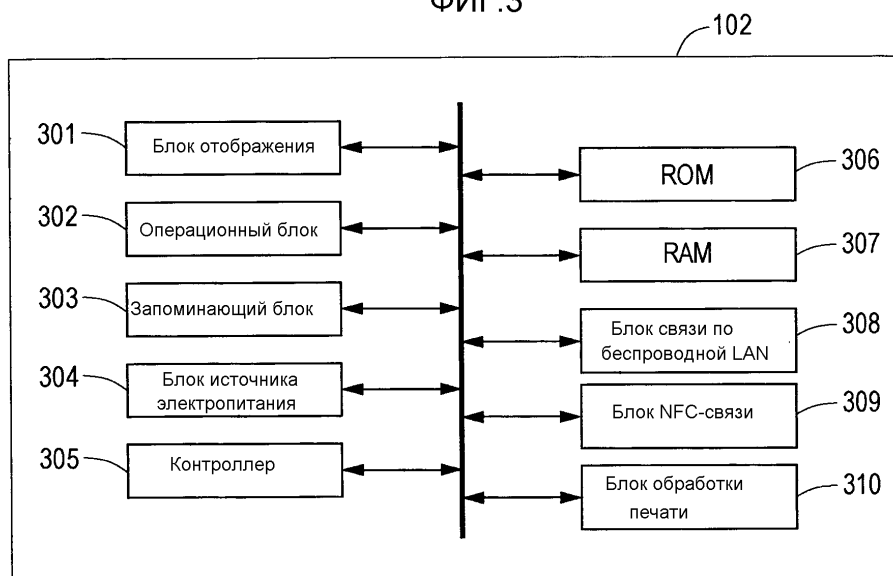 ФИГ.3
102
301
Блок отображения
302
Операционный блок
303
Запоминающий блок
304
Блок источника
электропитания
305
Контроллер
ROM
306
RAM
307
Блок связи по
беспроводной LAN
308
Блок NFC-связи
309
Блок обработки
печати
310